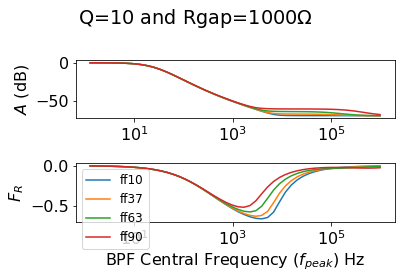 Q=10 and Rgap=1000Ω
A (dB)
0
−50
10¹ 10³ 10⁵
F_R
0.0
−0.5
ff10
ff37
ff63
ff90
10¹ 10³ 10⁵
BPF Central Frequency (f_peak) Hz